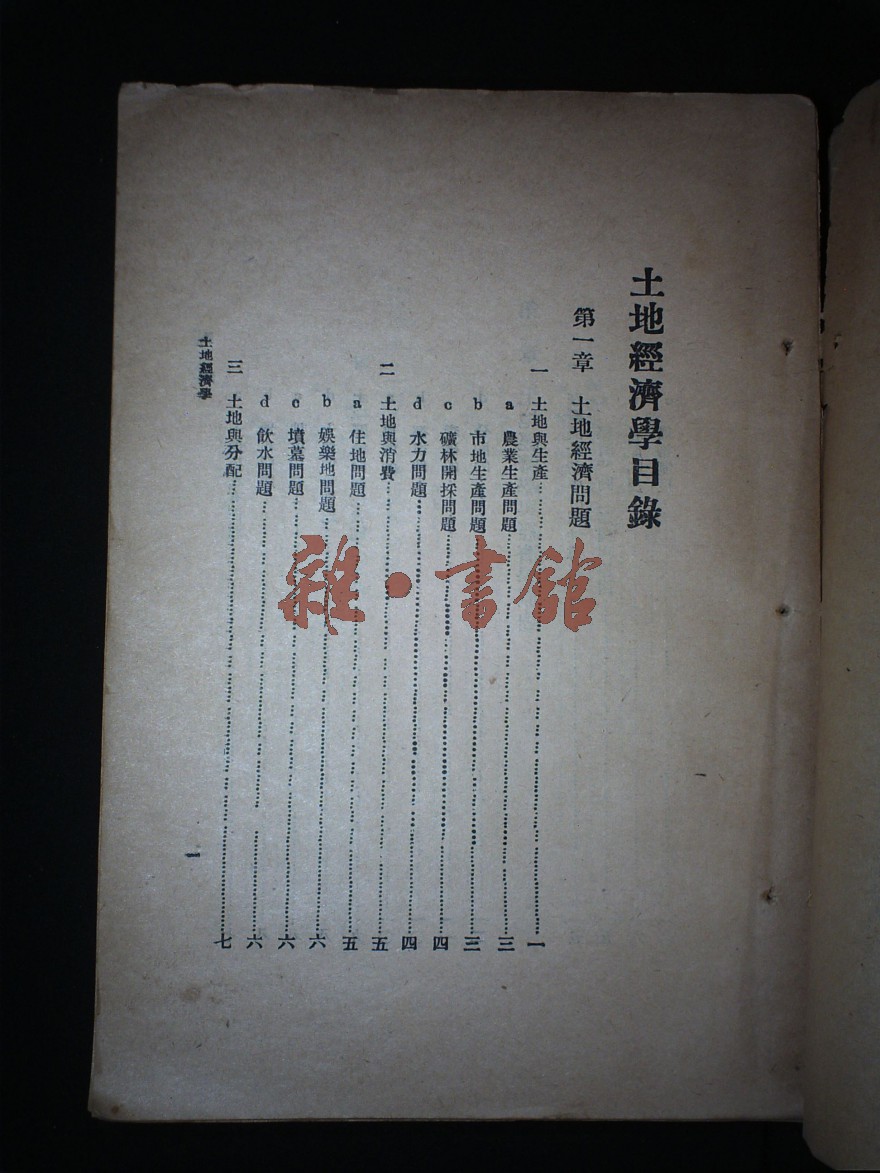 土地經濟學目錄
第一章 土地經濟問題
一 土地與生產……一
a 農業生產問題……三
b 市地生產問題……三
c 礦林開採問題……四
d 水力問題……四
二 土地與消費……五
a 住地問題……五
b 娛樂地問題……六
c 墳墓問題……六
d 飲水問題……六
三 土地與分配……七
土地經濟學
一
雜·書館